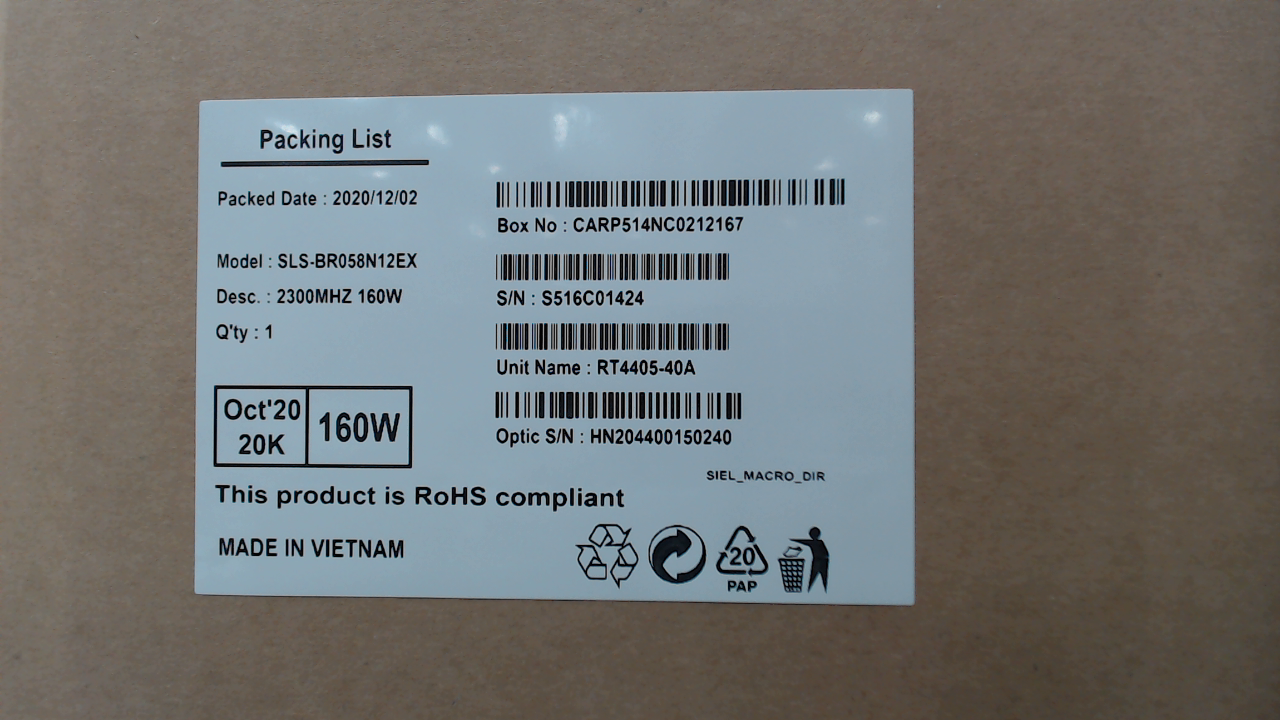 Packing List
Packed Date : 2020/12/02
Model : SLS-BR058N12EX
Desc. : 2300MHZ 160W
Q'ty : 1
Oct'20
20K
160W
Box No : CARP514NC0212167
S/N : S516C01424
Unit Name : RT4405-40A
Optic S/N : HN204400150240
SIEL_MACRO_DIR
This product is RoHS compliant
MADE IN VIETNAM
20
PAP